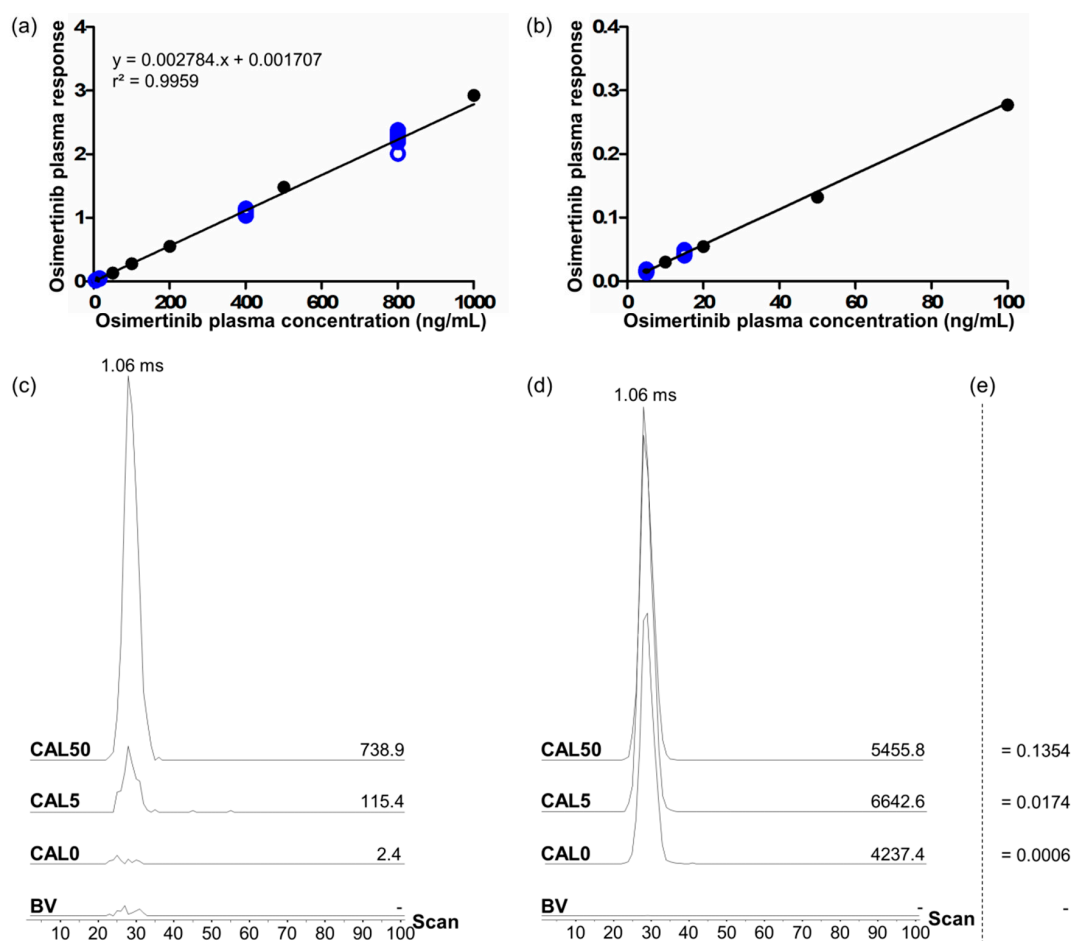 (a)
4
3
2
1
0
Osimertinib plasma response
y = 0.002784.x + 0.001707
r² = 0.9959
0 200 400 600 800 1000
Osimertinib plasma concentration (ng/mL)
(b)
0.4
0.3
0.2
0.1
0.0
Osimertinib plasma response
0 20 40 60 80 100
Osimertinib plasma concentration (ng/mL)
(c)
1.06 ms
CAL50 738.9
CAL5 115.4
CAL0 2.4
BV -
10 20 30 40 50 60 70 80 90 100 Scan
(d)
1.06 ms
CAL50 5455.8
CAL5 6642.6
CAL0 4237.4
BV -
10 20 30 40 50 60 70 80 90 100 Scan
(e)
= 0.1354
= 0.0174
= 0.0006
-